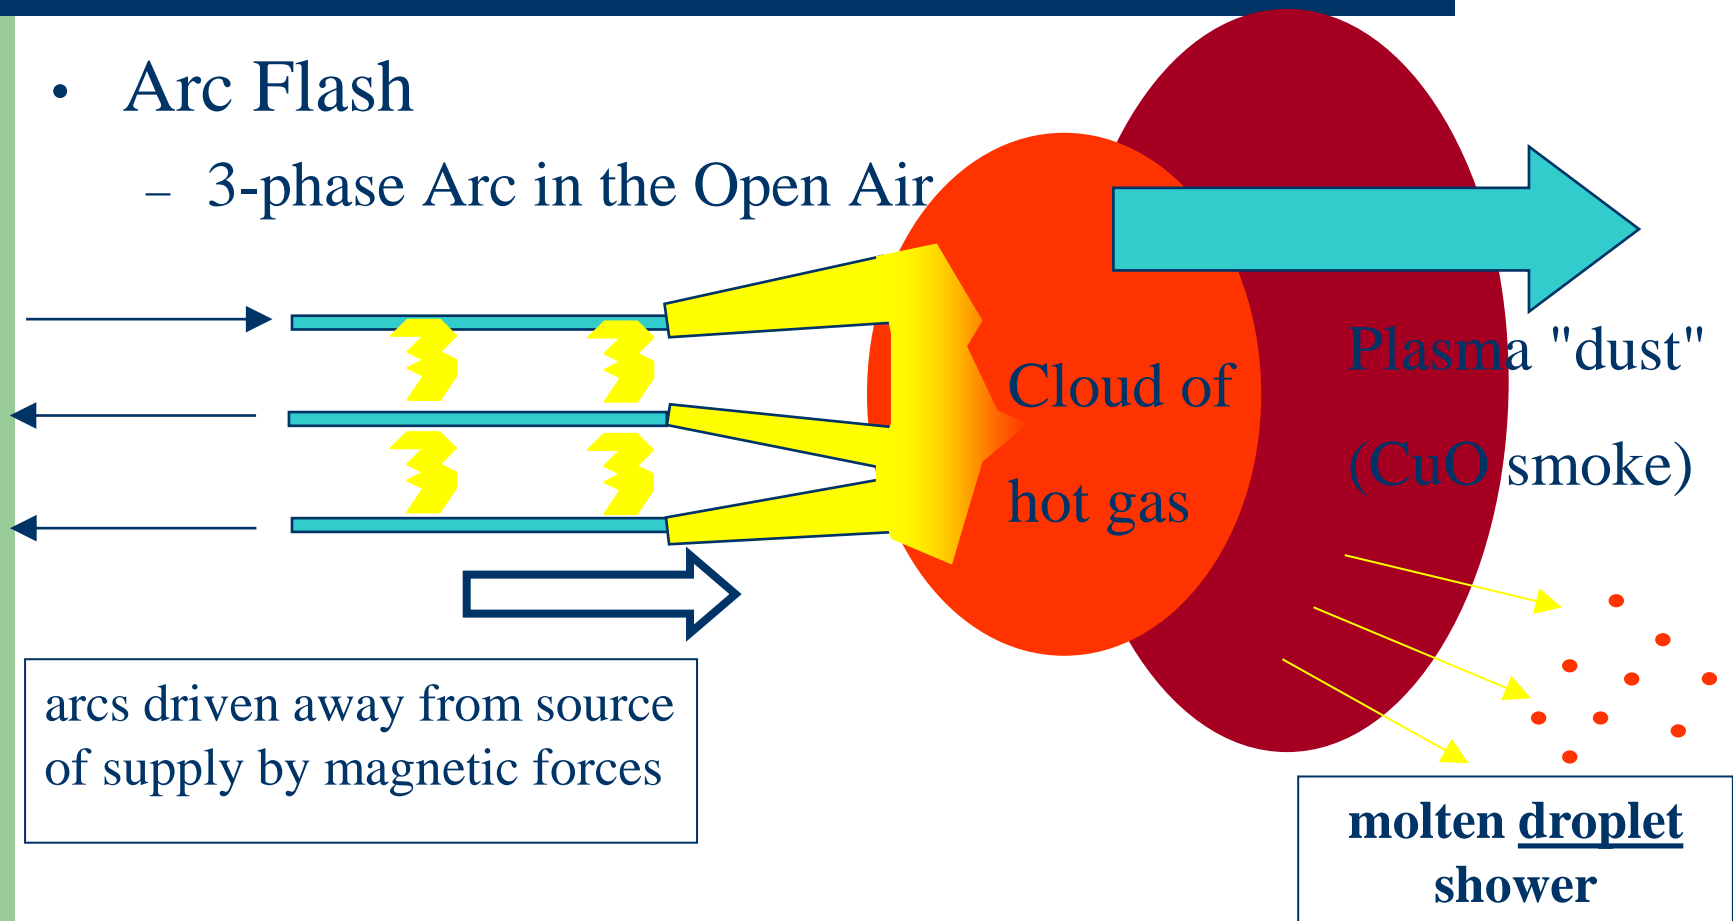 • Arc Flash
– 3-phase Arc in the Open Air
Plasma "dust"
(CuO smoke)
Cloud of
hot gas
arcs driven away from source
of supply by magnetic forces
molten droplet
shower